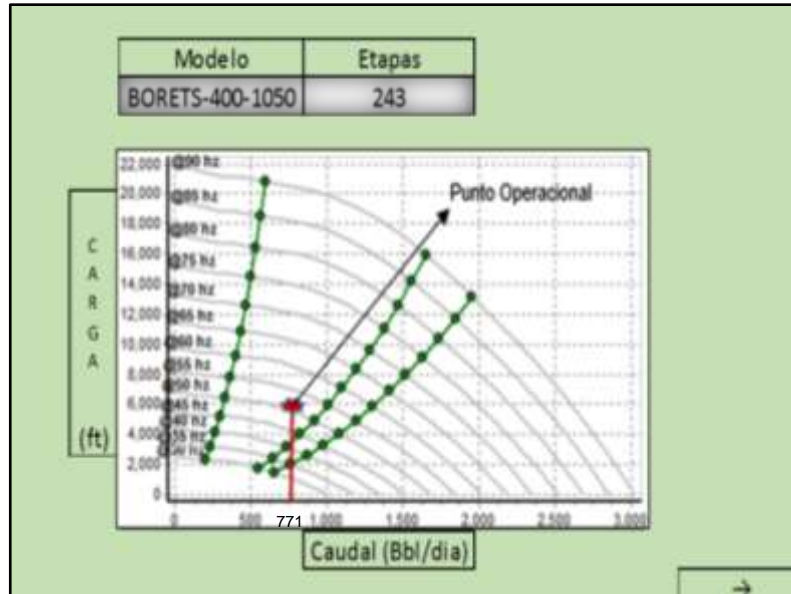 Modelo Etapas
BORETS-400-1050 243
CARGA
(ft)
22,000 @90 hz
20,000 @85 hz
18,000 @80 hz
16,000 @75 hz
14,000 @70 hz
12,000 @65 hz
10,000 @60 hz
8,000 @55 hz
@50 hz
6,000 @45 hz
4,000
2,000
0
Punto Operacional
0 500 771 1,000 1,500 2,000 2,500 3,000
Caudal (Bbl/dia)
→